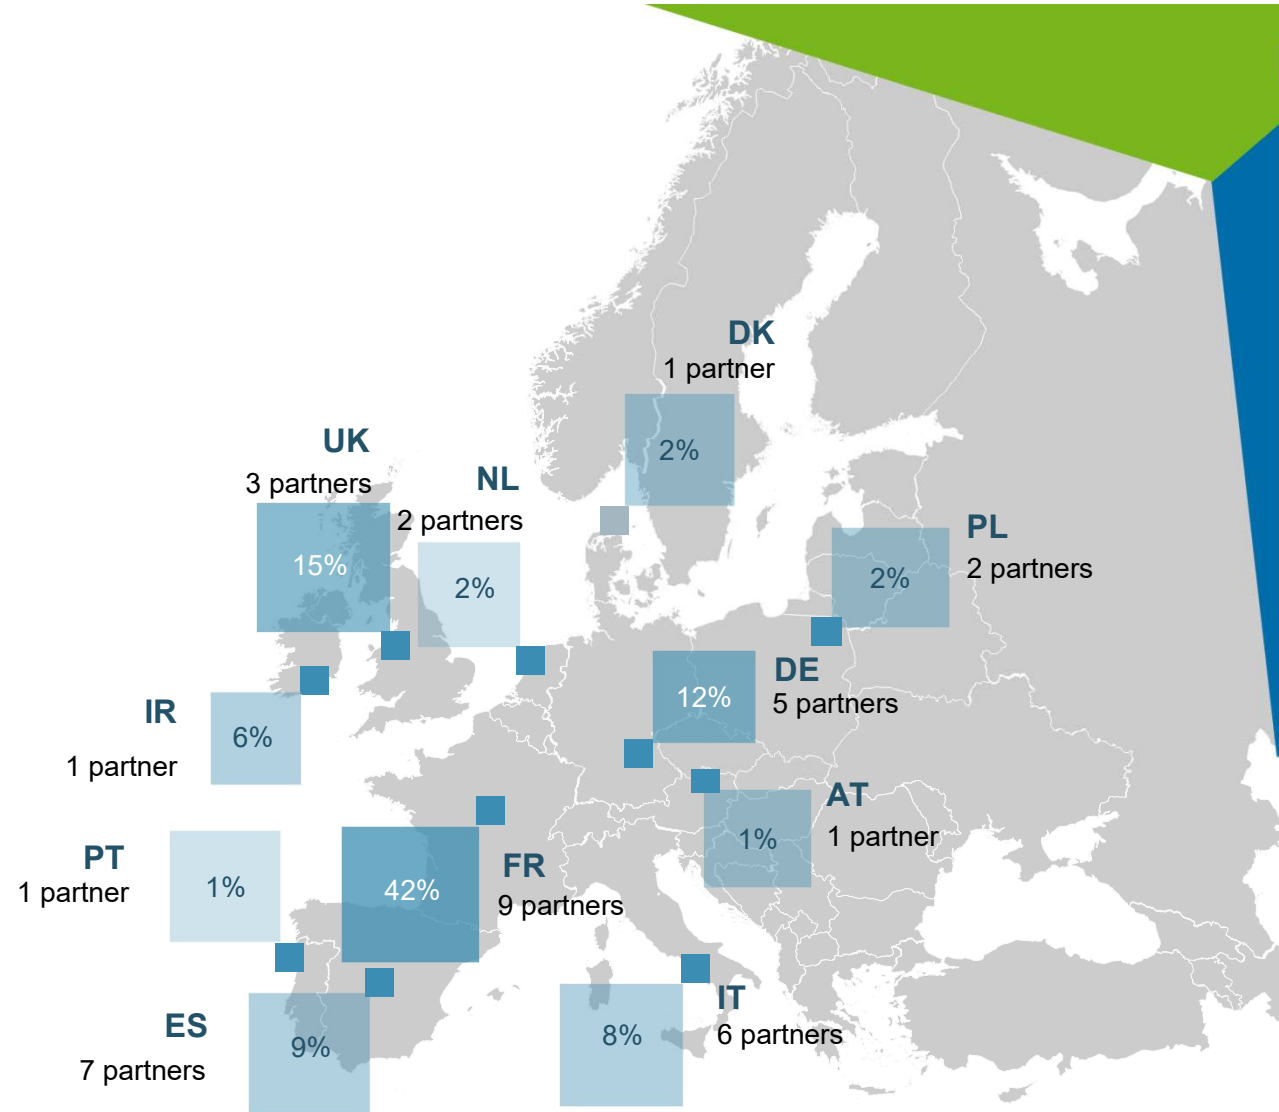 DK
1 partner
2%
UK
3 partners
15%
NL
2 partners
2%
PL
2 partners
2%
DE
5 partners
12%
IR
1 partner
6%
AT
1 partner
1%
PT
1 partner
1%
FR
9 partners
42%
ES
7 partners
9%
IT
6 partners
8%